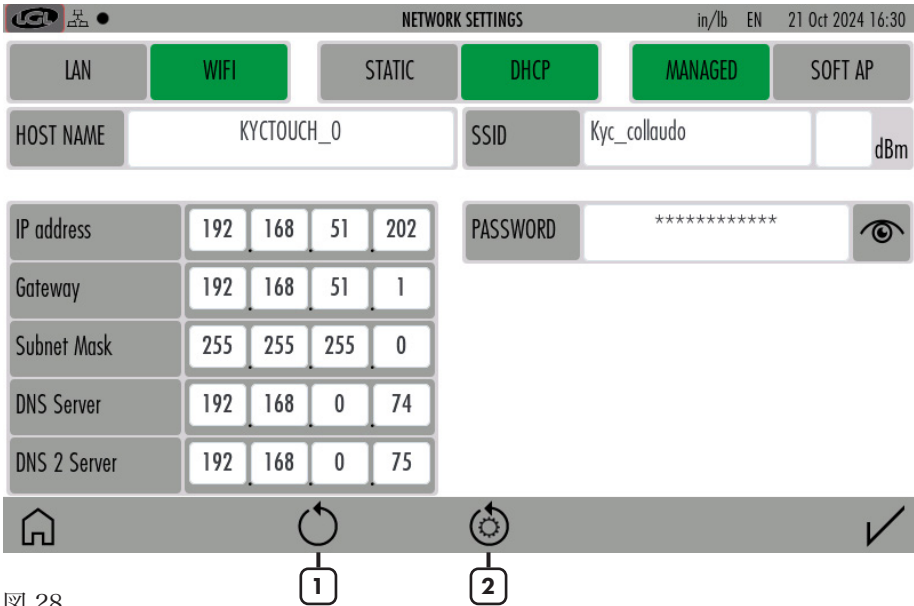 LGL NETWORK SETTINGS in/lb EN 21 Oct 2024 16:30
LAN WIFI STATIC DHCP MANAGED SOFT AP
HOST NAME KYCTOUCH_0 SSID Kyc_collaudo dBm
IP address 192 . 168 . 51 . 202 PASSWORD ************
Gateway 192 . 168 . 51 . 1
Subnet Mask 255 . 255 . 255 . 0
DNS Server 192 . 168 . 0 . 74
DNS 2 Server 192 . 168 . 0 . 75
1 2
図 28